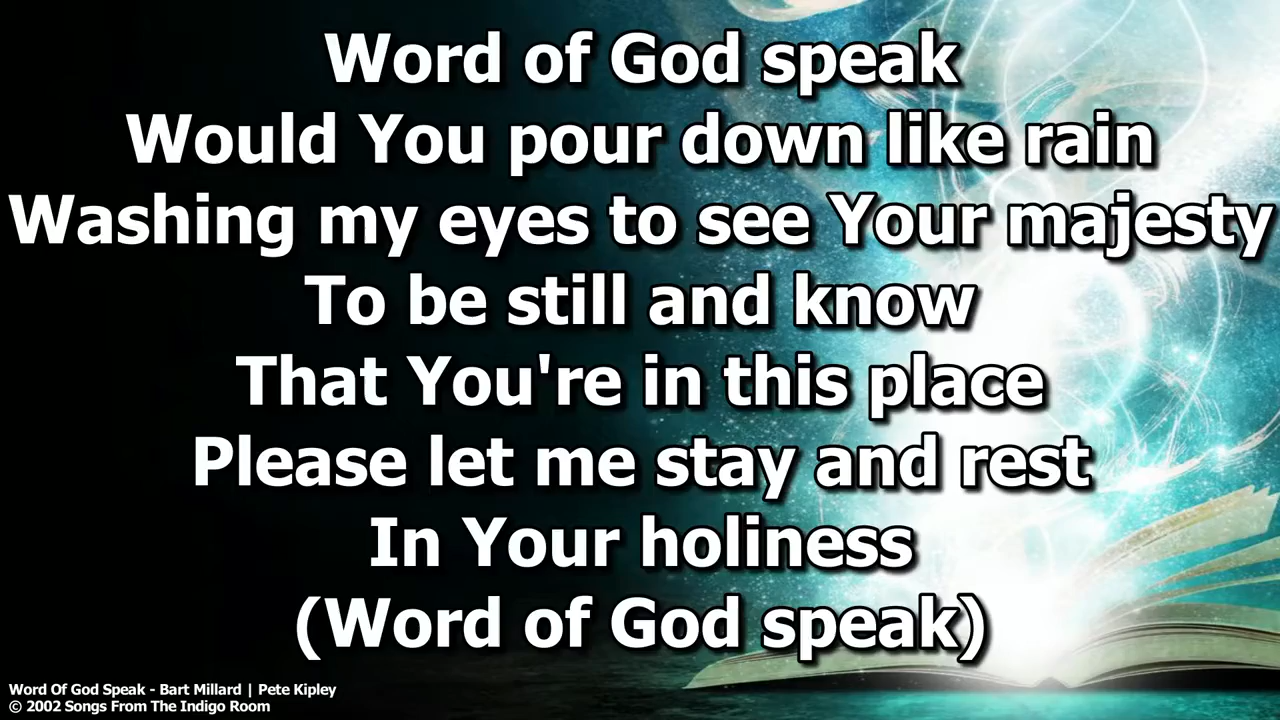 Word of God speak
Would You pour down like rain
Washing my eyes to see Your majesty
To be still and know
That You're in this place
Please let me stay and rest
In Your holiness
(Word of God speak)
Word Of God Speak - Bart Millard | Pete Kipley
© 2002 Songs From The Indigo Room